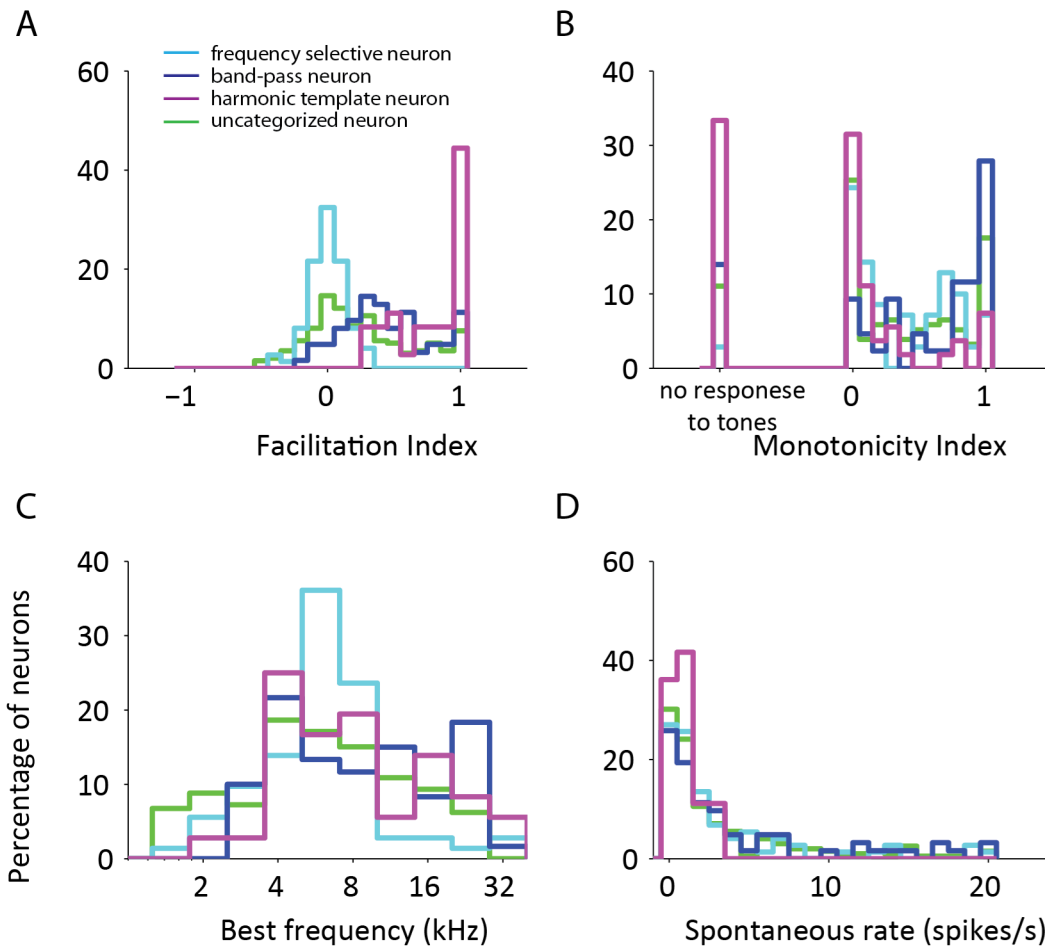 A
frequency selective neuron
band-pass neuron
harmonic template neuron
uncategorized neuron
60
40
20
0
−1
0
1
Facilitation Index
B
40
30
20
10
0
no responese
to tones
0
1
Monotonicity Index
C
Percentage of neurons
40
30
20
10
0
2
4
8
16
32
Best frequency (kHz)
D
60
40
20
0
0
10
20
Spontaneous rate (spikes/s)